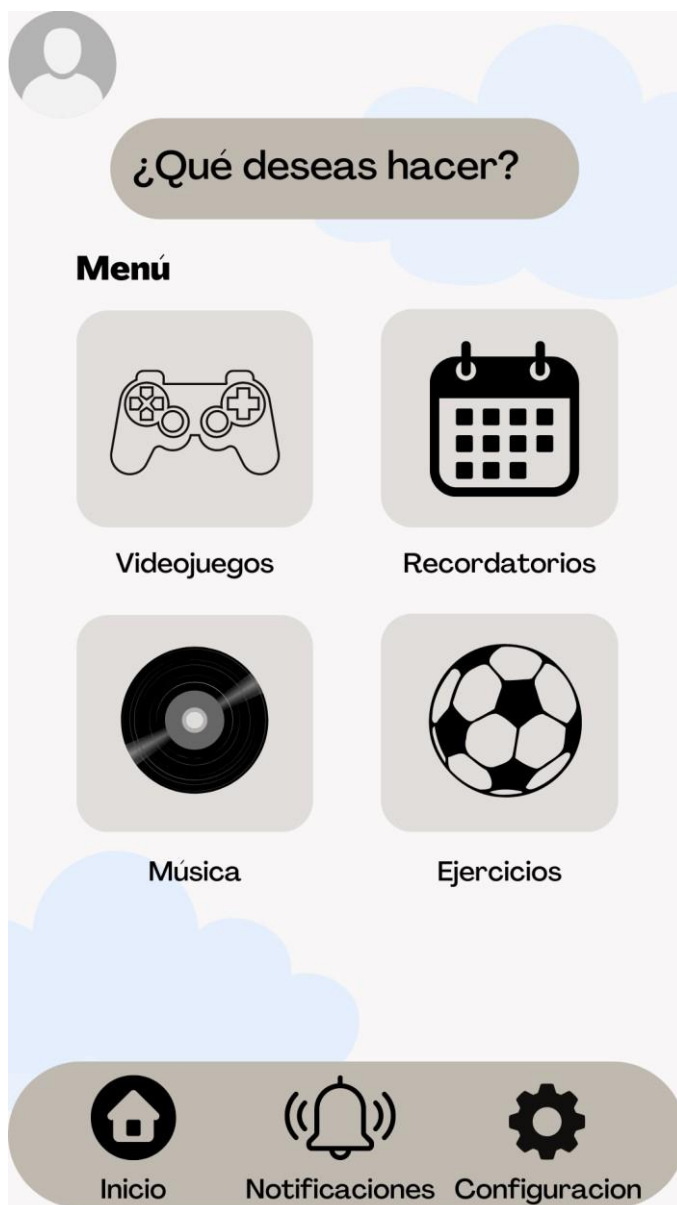 ¿Qué deseas hacer?
Menú
Videojuegos
Recordatorios
Música
Ejercicios
Inicio
Notificaciones
Configuracion